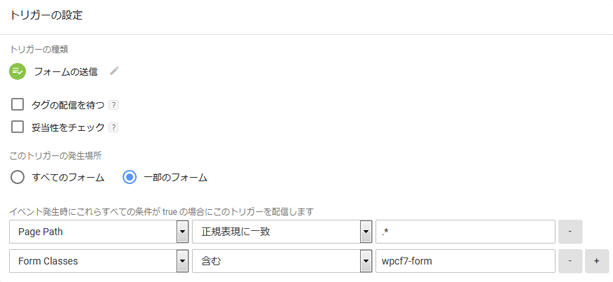 トリガーの設定
トリガーの種類
フォームの送信
タグの配信を待つ ?
妥当性をチェック ?
このトリガーの発生場所
すべてのフォーム 一部のフォーム
イベント発生時にこれらすべての条件が true の場合にこのトリガーを配信します
Page Path 正規表現に一致 .* -
Form Classes 含む wpcf7-form - +